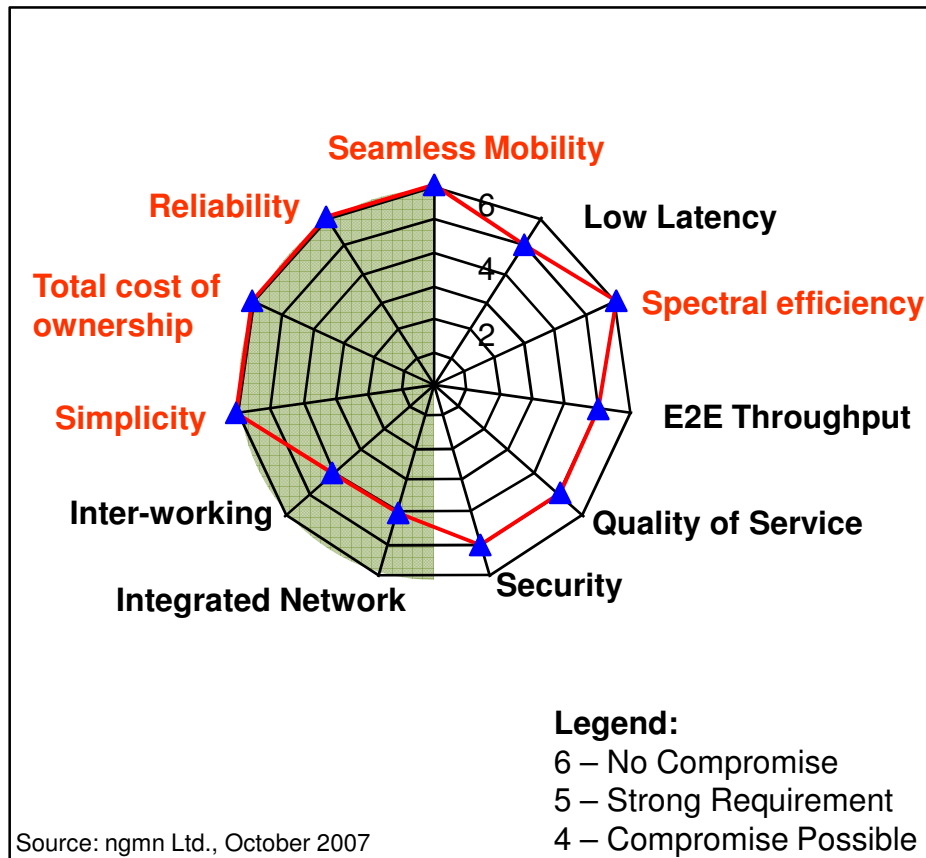 Seamless Mobility
6
Reliability
Low Latency
4
Total cost of
ownership
Spectral efficiency
2
Simplicity
E2E Throughput
Inter-working
Quality of Service
Security
Integrated Network
Legend:
6 – No Compromise
5 – Strong Requirement
4 – Compromise Possible
Source: ngmn Ltd., October 2007